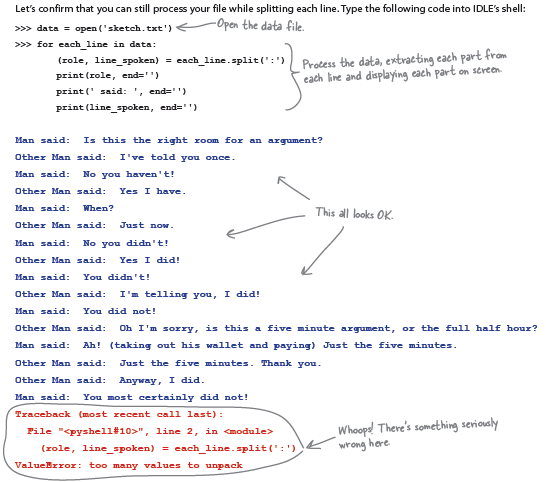 Let's confirm that you can still process your file while splitting each line. Type the following code into IDLE's shell:
>>> data = open('sketch.txt')
Open the data file.
>>> for each_line in data:
(role, line_spoken) = each_line.split(':')
print(role, end='')
print(' said: ', end='')
print(line_spoken, end='')
Process the data, extracting each part from
each line and displaying each part on screen.
Man said:  Is this the right room for an argument?
Other Man said:  I've told you once.
Man said:  No you haven't!
Other Man said:  Yes I have.
Man said:  When?
Other Man said:  Just now.
Man said:  No you didn't!
Other Man said:  Yes I did!
Man said:  You didn't!
Other Man said:  I'm telling you, I did!
Man said:  You did not!
Other Man said:  Oh I'm sorry, is this a five minute argument, or the full half hour?
Man said:  Ah! (taking out his wallet and paying) Just the five minutes.
Other Man said:  Just the five minutes. Thank you.
Other Man said:  Anyway, I did.
Man said:  You most certainly did not!
This all looks OK.
Traceback (most recent call last):
File "<pyshell#10>", line 2, in <module>
(role, line_spoken) = each_line.split(':')
ValueError: too many values to unpack
Whoops! There's something seriously
wrong here.